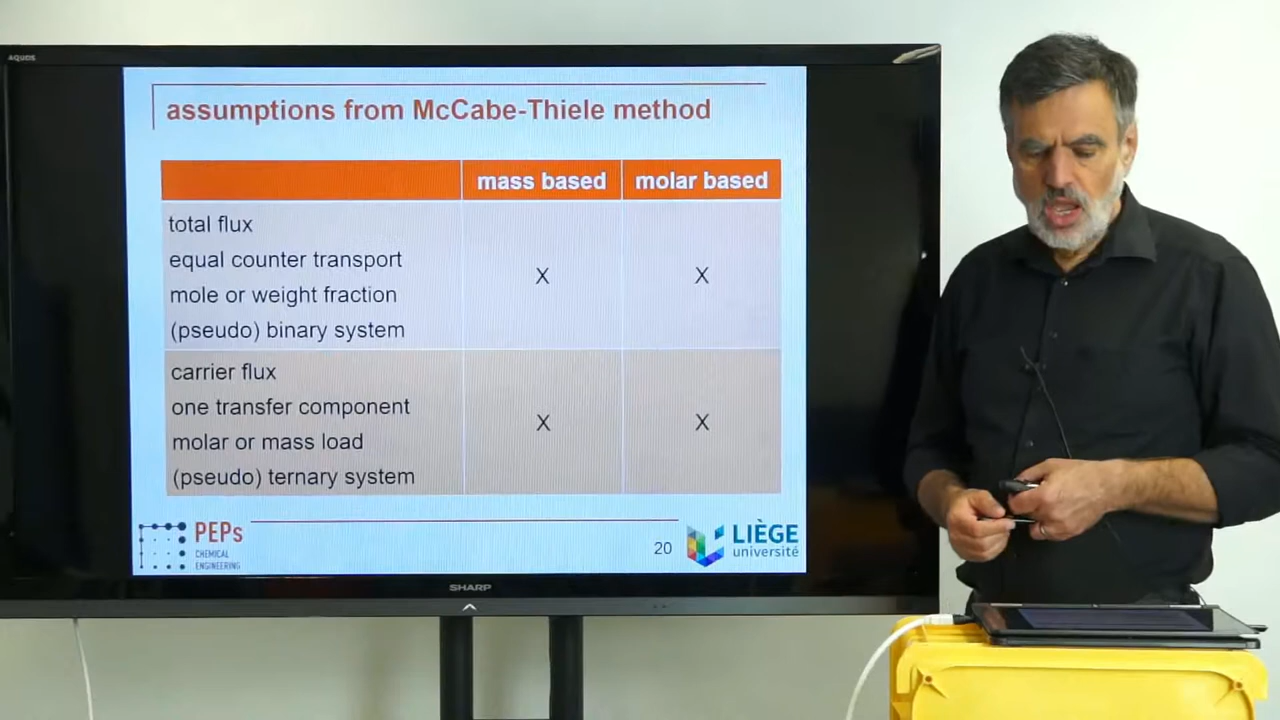 AQUOS
assumptions from McCabe-Thiele method
mass based
molar based
total flux
equal counter transport
mole or weight fraction
(pseudo) binary system
X
X
carrier flux
one transfer component
molar or mass load
(pseudo) ternary system
X
X
PEPs
CHEMICAL
ENGINEERING
20
LIÈGE
université
SHARP